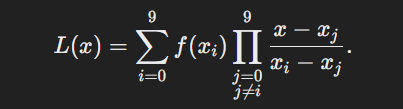 L(x) = \sum_{i=0}^{9} f(x_i) \prod_{\substack{j=0 \\ j \neq i}}^{9} \frac{x - x_j}{x_i - x_j}.